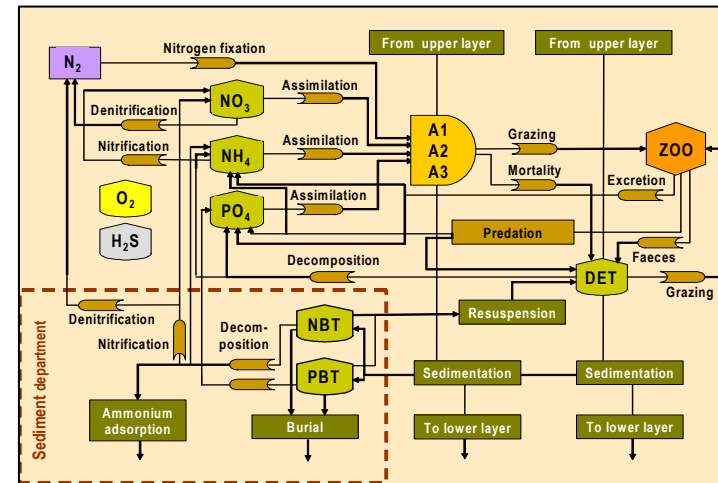 From upper layer
From upper layer
Nitrogen fixation
N2
Assimilation
NO3
Denitrification
A1
A2
A3
Grazing
ZOO
Assimilation
NH4
Nitrification
Mortality
Excretion
O2
Assimilation
PO4
H2S
Predation
Decomposition
Faeces
DET
Grazing
Denitrification
Decom-
position
NBT
Resuspension
Nitrification
PBT
Sedimentation
Sedimentation
Sediment department
Ammonium
adsorption
Burial
To lower layer
To lower layer